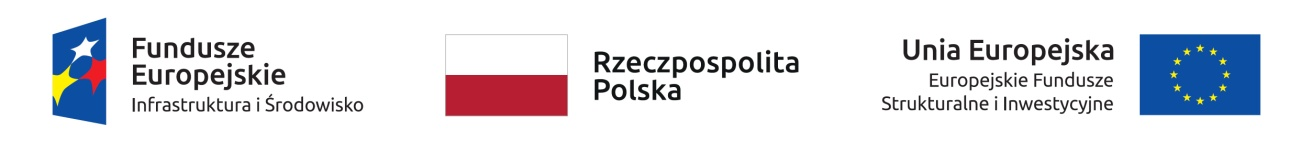 Fundusze
Europejskie
Infrastruktura i Środowisko
Rzeczpospolita
Polska
Unia Europejska
Europejskie Fundusze
Strukturalne i Inwestycyjne